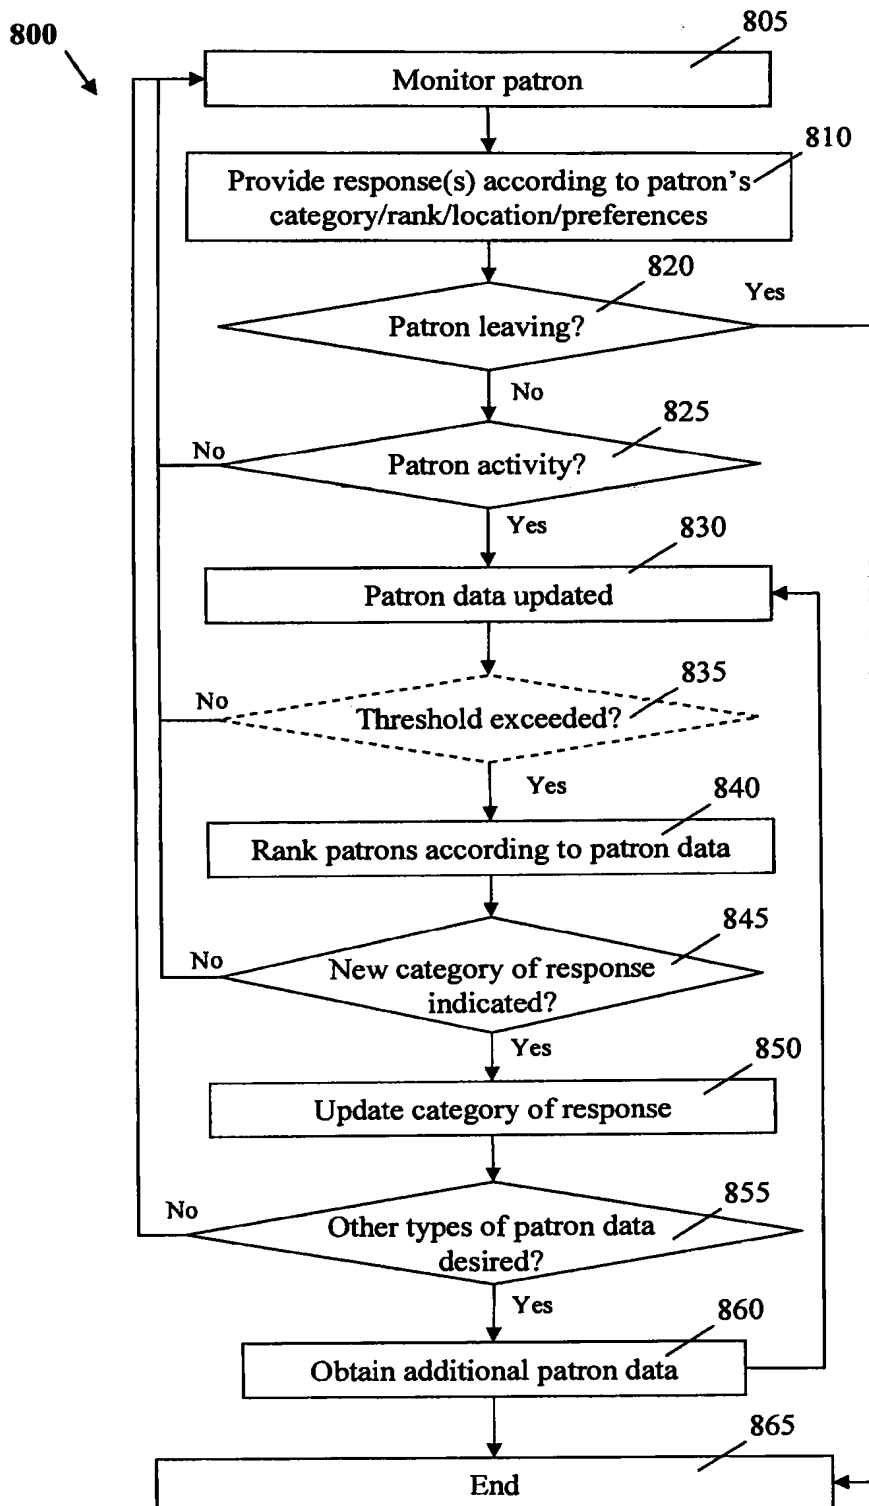 800
805
Monitor patron
810
Provide response(s) according to patron's
category/rank/location/preferences
820
Yes
Patron leaving?
No
825
No
Patron activity?
Yes
830
Patron data updated
835
No
Threshold exceeded?
Yes
840
Rank patrons according to patron data
845
No
New category of response
indicated?
Yes
850
Update category of response
855
No
Other types of patron data
desired?
Yes
860
Obtain additional patron data
865
End